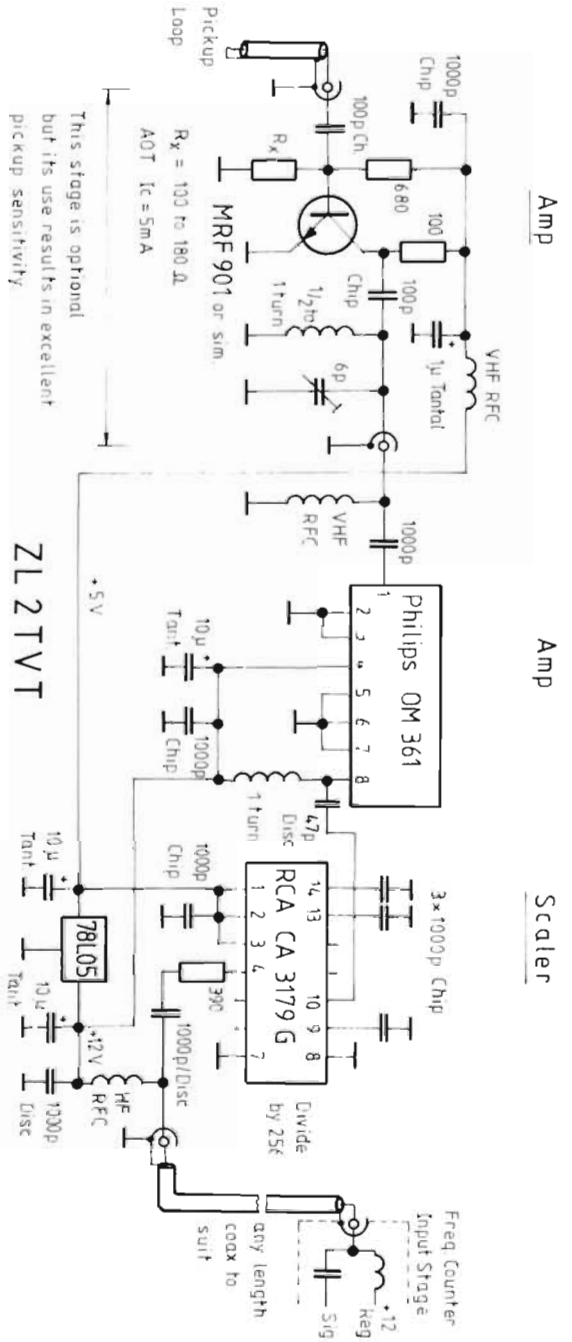 Amp
Amp
Scaler
Pickup
Loop
1000p
Chip
100p Ch.
Rx
680
100
MRF 901 or sim.
Rx = 100 to 180 Ω
AOT Ic = 5mA
This stage is optional
but its use results in excellent
pickup sensitivity
100p
Chip
1/2 to
1 turn
6p
+
1µ Tantal
VHF RFC
VHF
RFC
1000p
Philips OM 361
1
2
3
4
5
6
7
8
+
10µ
Tant.
1000p
Chip
1 turn
47p
Disc
+5V
ZL2TVT
3×1000p Chip
RCA CA 3179 G
14
13
10
9
8
1
2
3
4
7
Divide
by 256
1000p
Chip
390
1000p/Disc
+
10µ
Tant.
78L05
+
10µ
Tant
+12V
1000p
Disc
HF
RFC
any length
coax to
suit
Freq Counter
Input Stage
+12
Reg
Sig